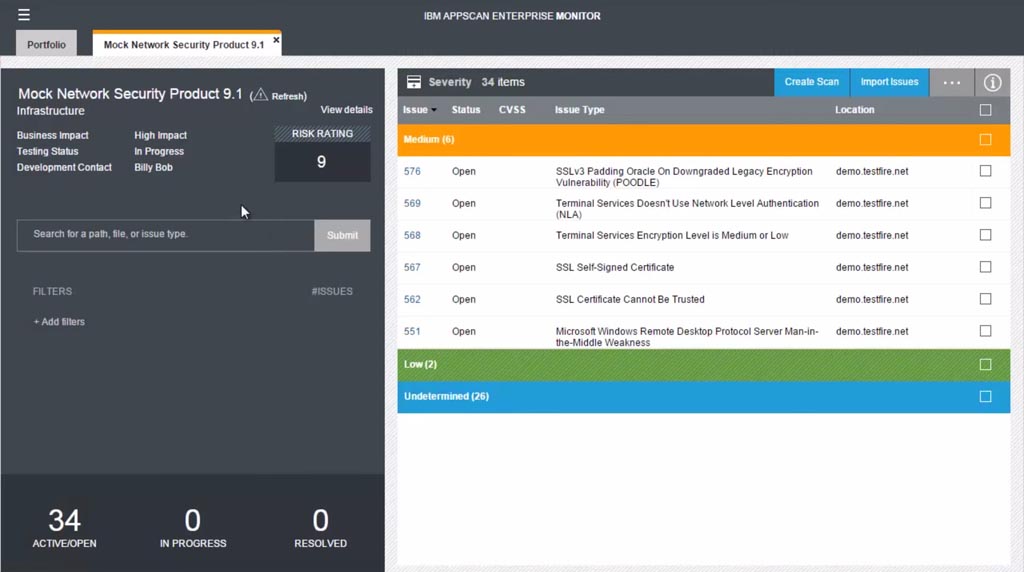 IBM APPSCAN ENTERPRISE MONITOR
Portfolio
Mock Network Security Product 9.1
Mock Network Security Product 9.1 ( Refresh)
Infrastructure
View details
Business Impact High Impact
Testing Status In Progress
Development Contact Billy Bob
RISK RATING
9
Search for a path, file, or issue type.
Submit
FILTERS #ISSUES
+ Add filters
34 0 0
ACTIVE/OPEN IN PROGRESS RESOLVED
Severity 34 items
Create Scan Import Issues ...
Issue Status CVSS Issue Type Location
Medium (6)
576 Open SSLv3 Padding Oracle On Downgraded Legacy Encryption demo.testfire.net
Vulnerability (POODLE)
569 Open Terminal Services Doesn't Use Network Level Authentication demo.testfire.net
(NLA)
568 Open Terminal Services Encryption Level is Medium or Low demo.testfire.net
567 Open SSL Self-Signed Certificate demo.testfire.net
562 Open SSL Certificate Cannot Be Trusted demo.testfire.net
551 Open Microsoft Windows Remote Desktop Protocol Server Man-in- demo.testfire.net
the-Middle Weakness
Low (2)
Undetermined (26)